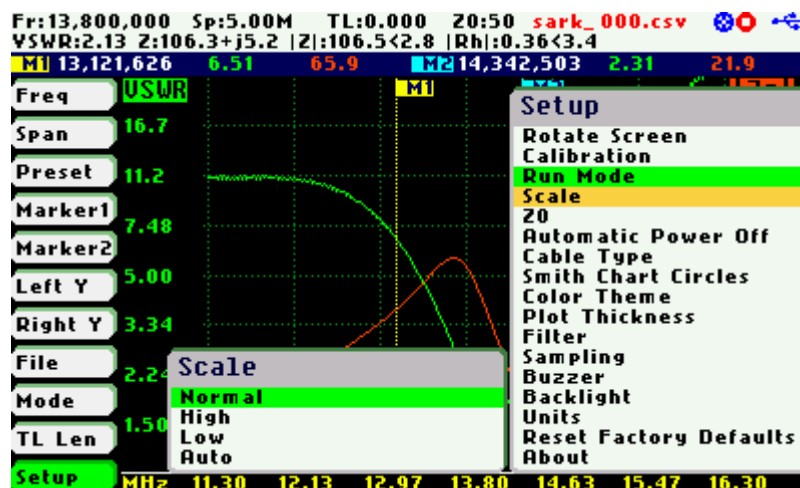 Fr:13,800,000 Sp:5.00M TL:0.000 Z0:50 sark_000.csv
VSWR:2.13 Z:106.3+j5.2 |Z|:106.5<2.8 |Rh|:0.36<3.4
M1 13,121,626 6.51 65.9 M2 14,342,503 2.31 21.9
Freq
Span
Preset
Marker1
Marker2
Left Y
Right Y
File
Mode
TL Len
Setup
VSWR
16.7
11.2
7.48
5.00
3.34
2.24
1.50
M1
Setup
Rotate Screen
Calibration
Run Mode
Scale
Z0
Automatic Power Off
Cable Type
Smith Chart Circles
Color Theme
Plot Thickness
Filter
Sampling
Buzzer
Backlight
Units
Reset Factory Defaults
About
Scale
Normal
High
Low
Auto
MHz 11.30 12.13 12.97 13.80 14.63 15.47 16.30